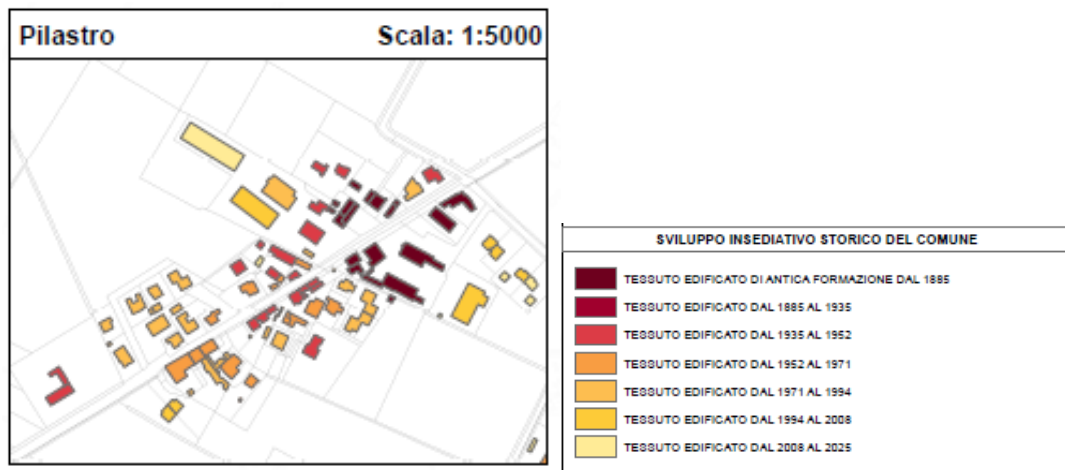 Pilastro Scala: 1:5000
SVILUPPO INSEDIATIVO STORICO DEL COMUNE
TESSUTO EDIFICATO DI ANTICA FORMAZIONE DAL 1885
TESSUTO EDIFICATO DAL 1885 AL 1935
TESSUTO EDIFICATO DAL 1935 AL 1952
TESSUTO EDIFICATO DAL 1952 AL 1971
TESSUTO EDIFICATO DAL 1971 AL 1994
TESSUTO EDIFICATO DAL 1994 AL 2008
TESSUTO EDIFICATO DAL 2008 AL 2025